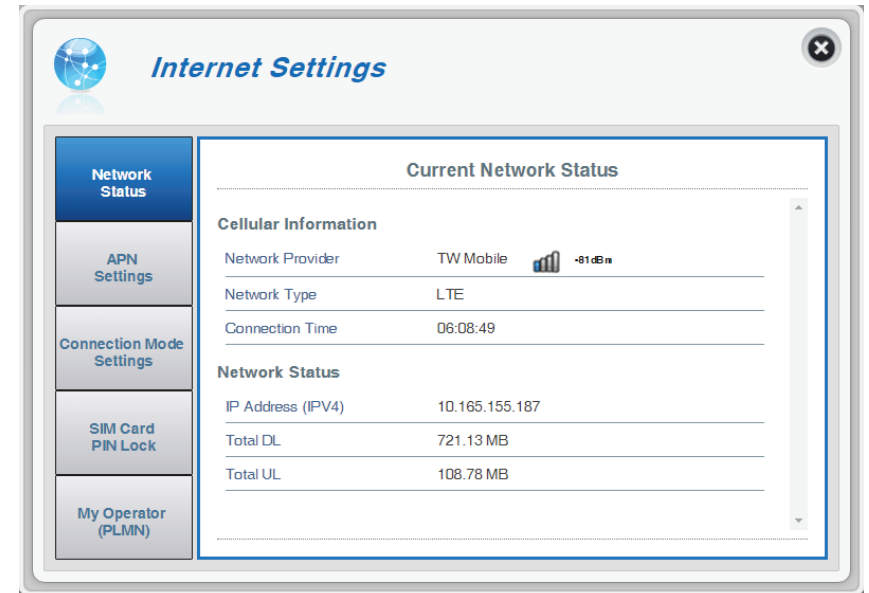 Internet Settings
Network
Status
APN
Settings
Connection Mode
Settings
SIM Card
PIN Lock
My Operator
(PLMN)
Current Network Status
Cellular Information
Network Provider TW Mobile -81 dBm
Network Type LTE
Connection Time 06:08:49
Network Status
IP Address (IPV4) 10.165.155.187
Total DL 721.13 MB
Total UL 108.78 MB